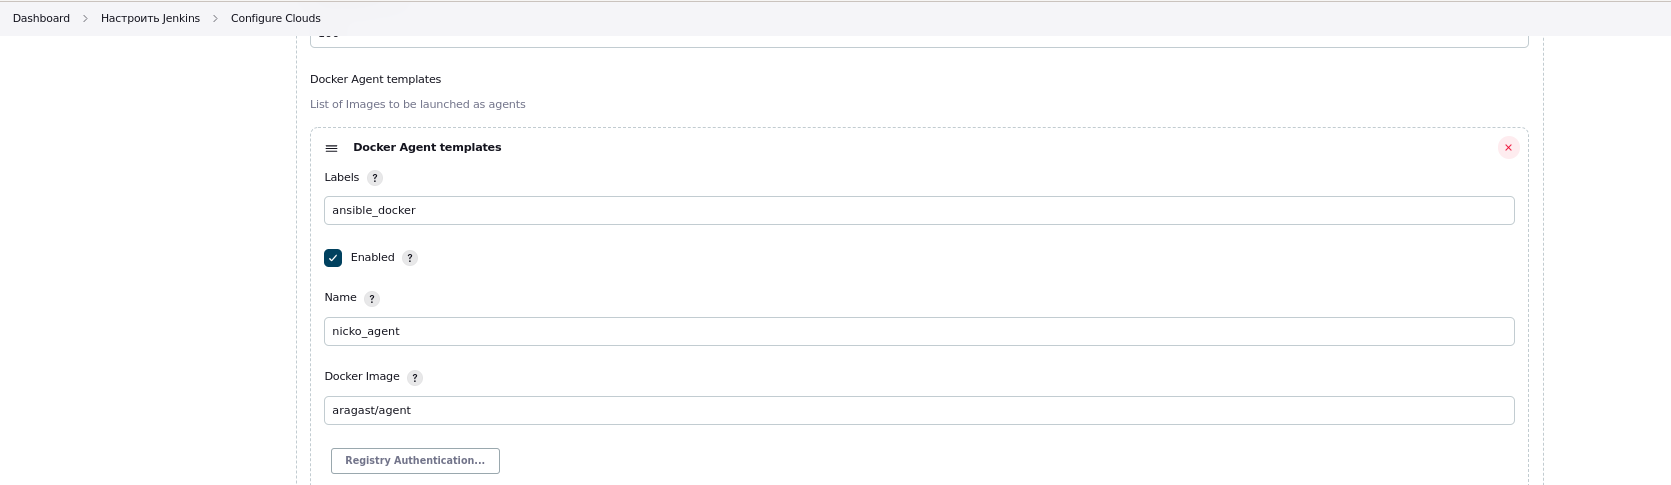 Dashboard > Настроить Jenkins > Configure Clouds
Docker Agent templates
List of Images to be launched as agents
Docker Agent templates
Labels ?
ansible_docker
Enabled ?
Name ?
nicko_agent
Docker Image ?
aragast/agent
Registry Authentication...